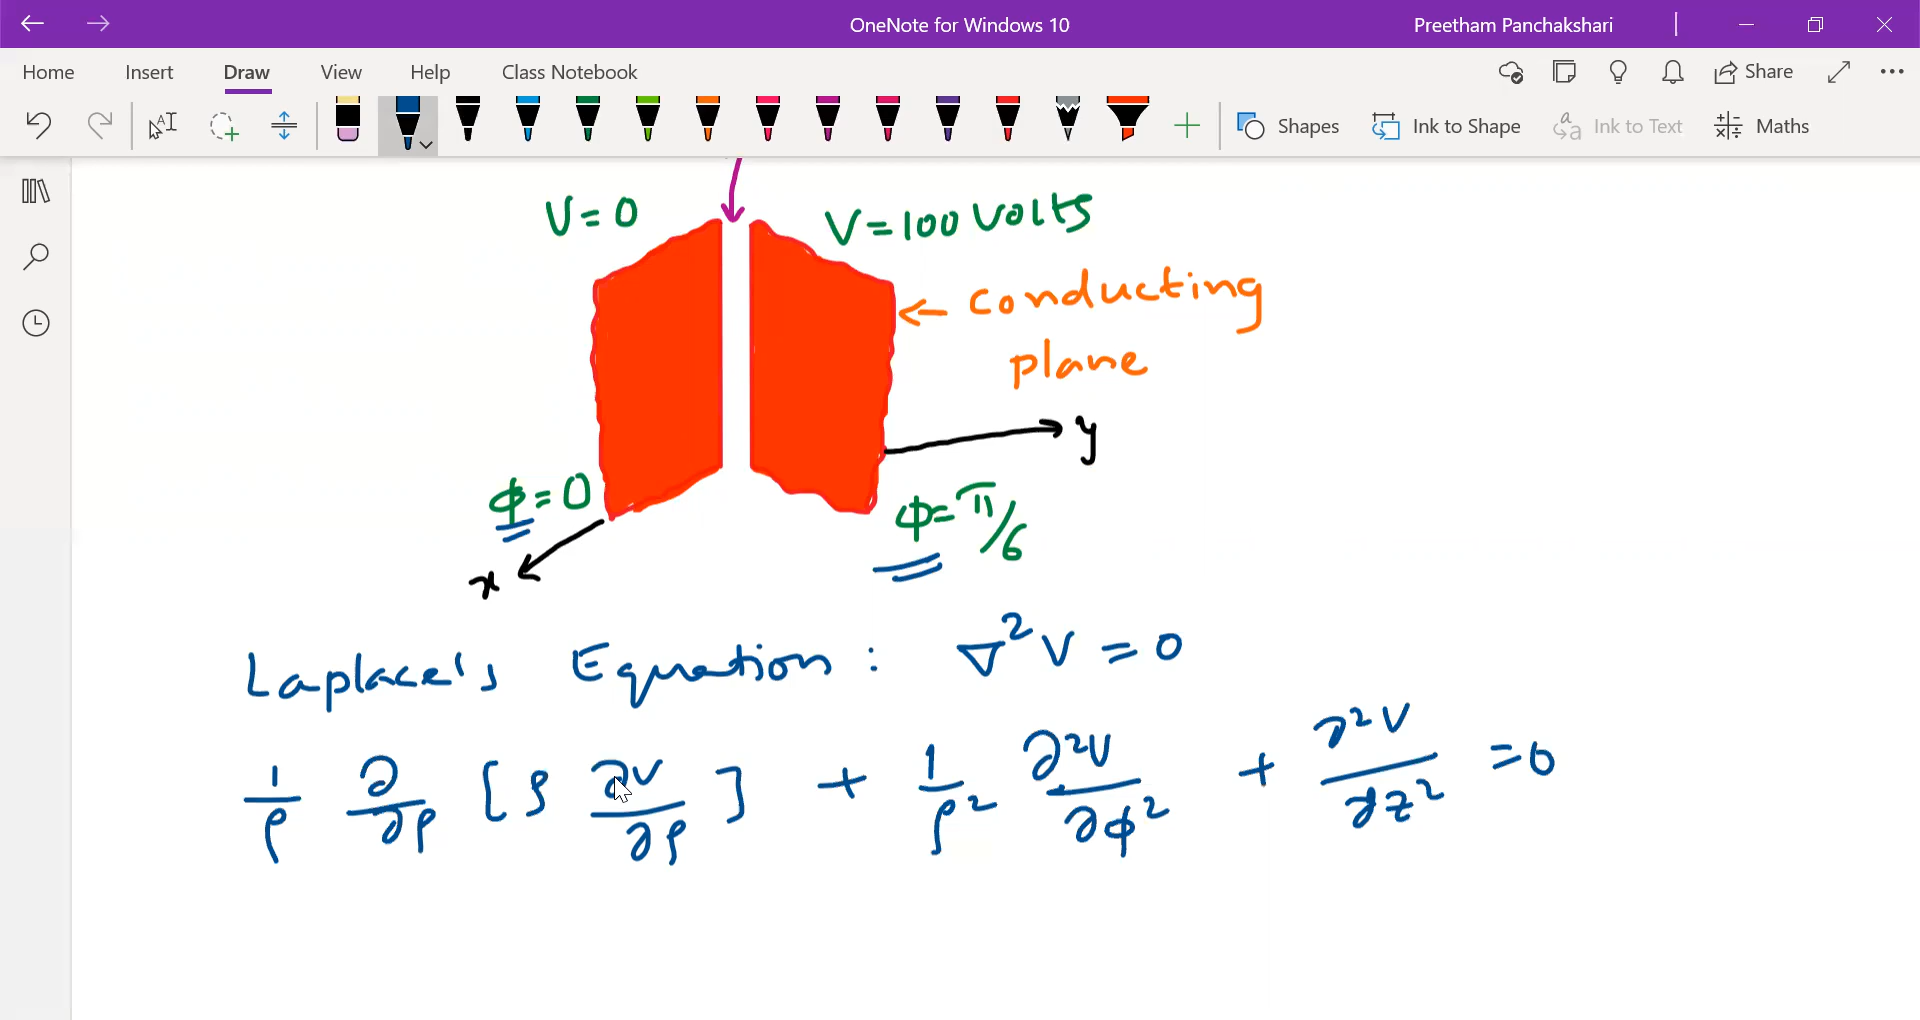 OneNote for Windows 10
Preetham Panchakshari
Home Insert Draw View Help Class Notebook
Share
Shapes Ink to Shape Ink to Text Maths
V=0
V=100 Volts
← conducting
plane
y
ϕ=0
ϕ=π/6
x
Laplace's Equation : ∇²V = 0
1/ρ ∂/∂ρ [ρ ∂V/∂ρ] + 1/ρ² ∂²V/∂ϕ² + ∂²V/∂z² = 0